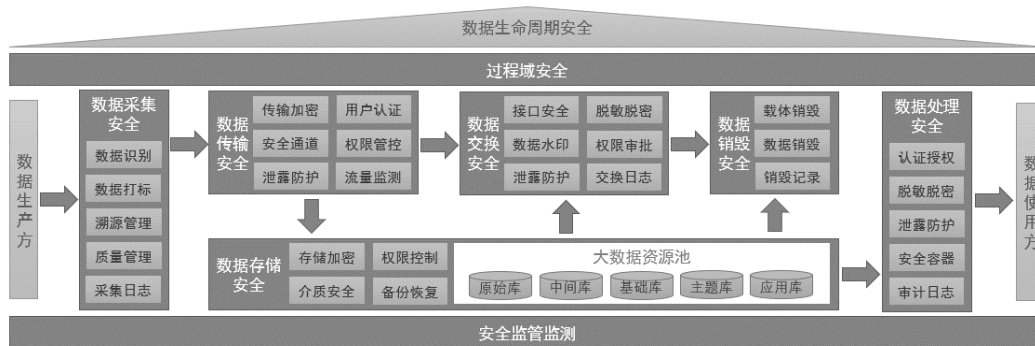 数据生命周期安全
过程域安全
数据生产方
数据采集
安全
数据识别
数据打标
溯源管理
质量管理
采集日志
数据
传输
安全
传输加密
用户认证
安全通道
权限管控
泄露防护
流量监测
数据
交换
安全
接口安全
脱敏脱密
数据水印
权限审批
泄露防护
交换日志
数据
销毁
安全
载体销毁
数据销毁
销毁记录
数据存储
安全
存储加密
权限控制
介质安全
备份恢复
大数据资源池
原始库
中间库
基础库
主题库
应用库
数据处理
安全
认证授权
脱敏脱密
泄露防护
安全容器
审计日志
数据使用方
安全监管监测